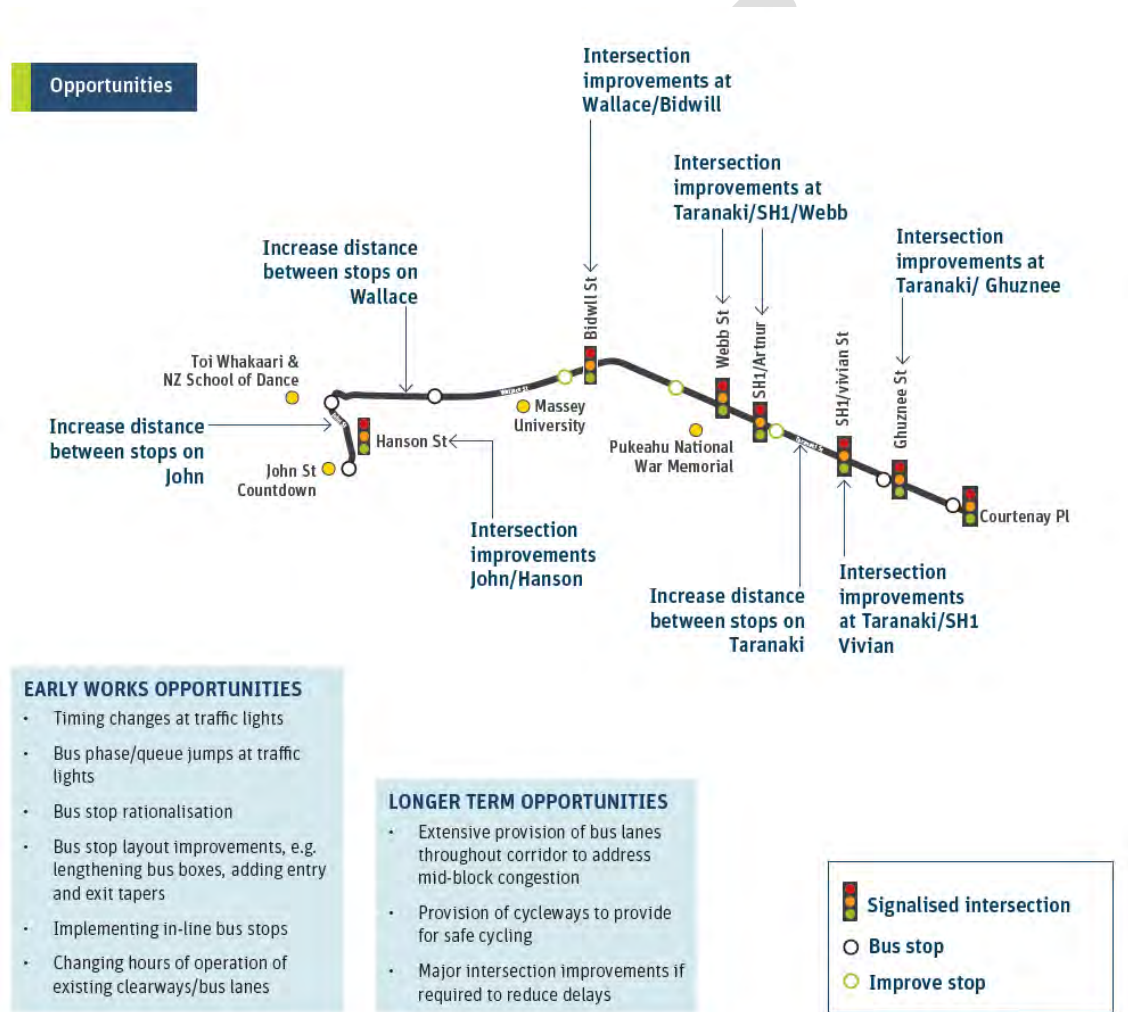 Opportunities
Intersection
improvements at
Wallace/Bidwill
Intersection
improvements at
Taranaki/SH1/Webb
Intersection
improvements at
Taranaki/ Ghuznee
Increase distance
between stops on
Wallace
Bidwll St
Webb St
SH1/Artnur
SH1/vivian St
Ghuznee St
Toi Whakaari &
NZ School of Dance
Wallace St
Massey
University
Increase distance
between stops on
John
John St
Hanson St
John St
Countdown
Pukeahu National
War Memorial
Taranaki St
Courtenay Pl
Intersection
improvements
John/Hanson
Increase distance
between stops on
Taranaki
Intersection
improvements
at Taranaki/SH1
Vivian
EARLY WORKS OPPORTUNITIES
· Timing changes at traffic lights
· Bus phase/queue jumps at traffic
lights
· Bus stop rationalisation
· Bus stop layout improvements, e.g.
lengthening bus boxes, adding entry
and exit tapers
· Implementing in-line bus stops
· Changing hours of operation of
existing clearways/bus lanes
LONGER TERM OPPORTUNITIES
· Extensive provision of bus lanes
throughout corridor to address
mid-block congestion
· Provision of cycleways to provide
for safe cycling
· Major intersection improvements if
required to reduce delays
Signalised intersection
Bus stop
Improve stop